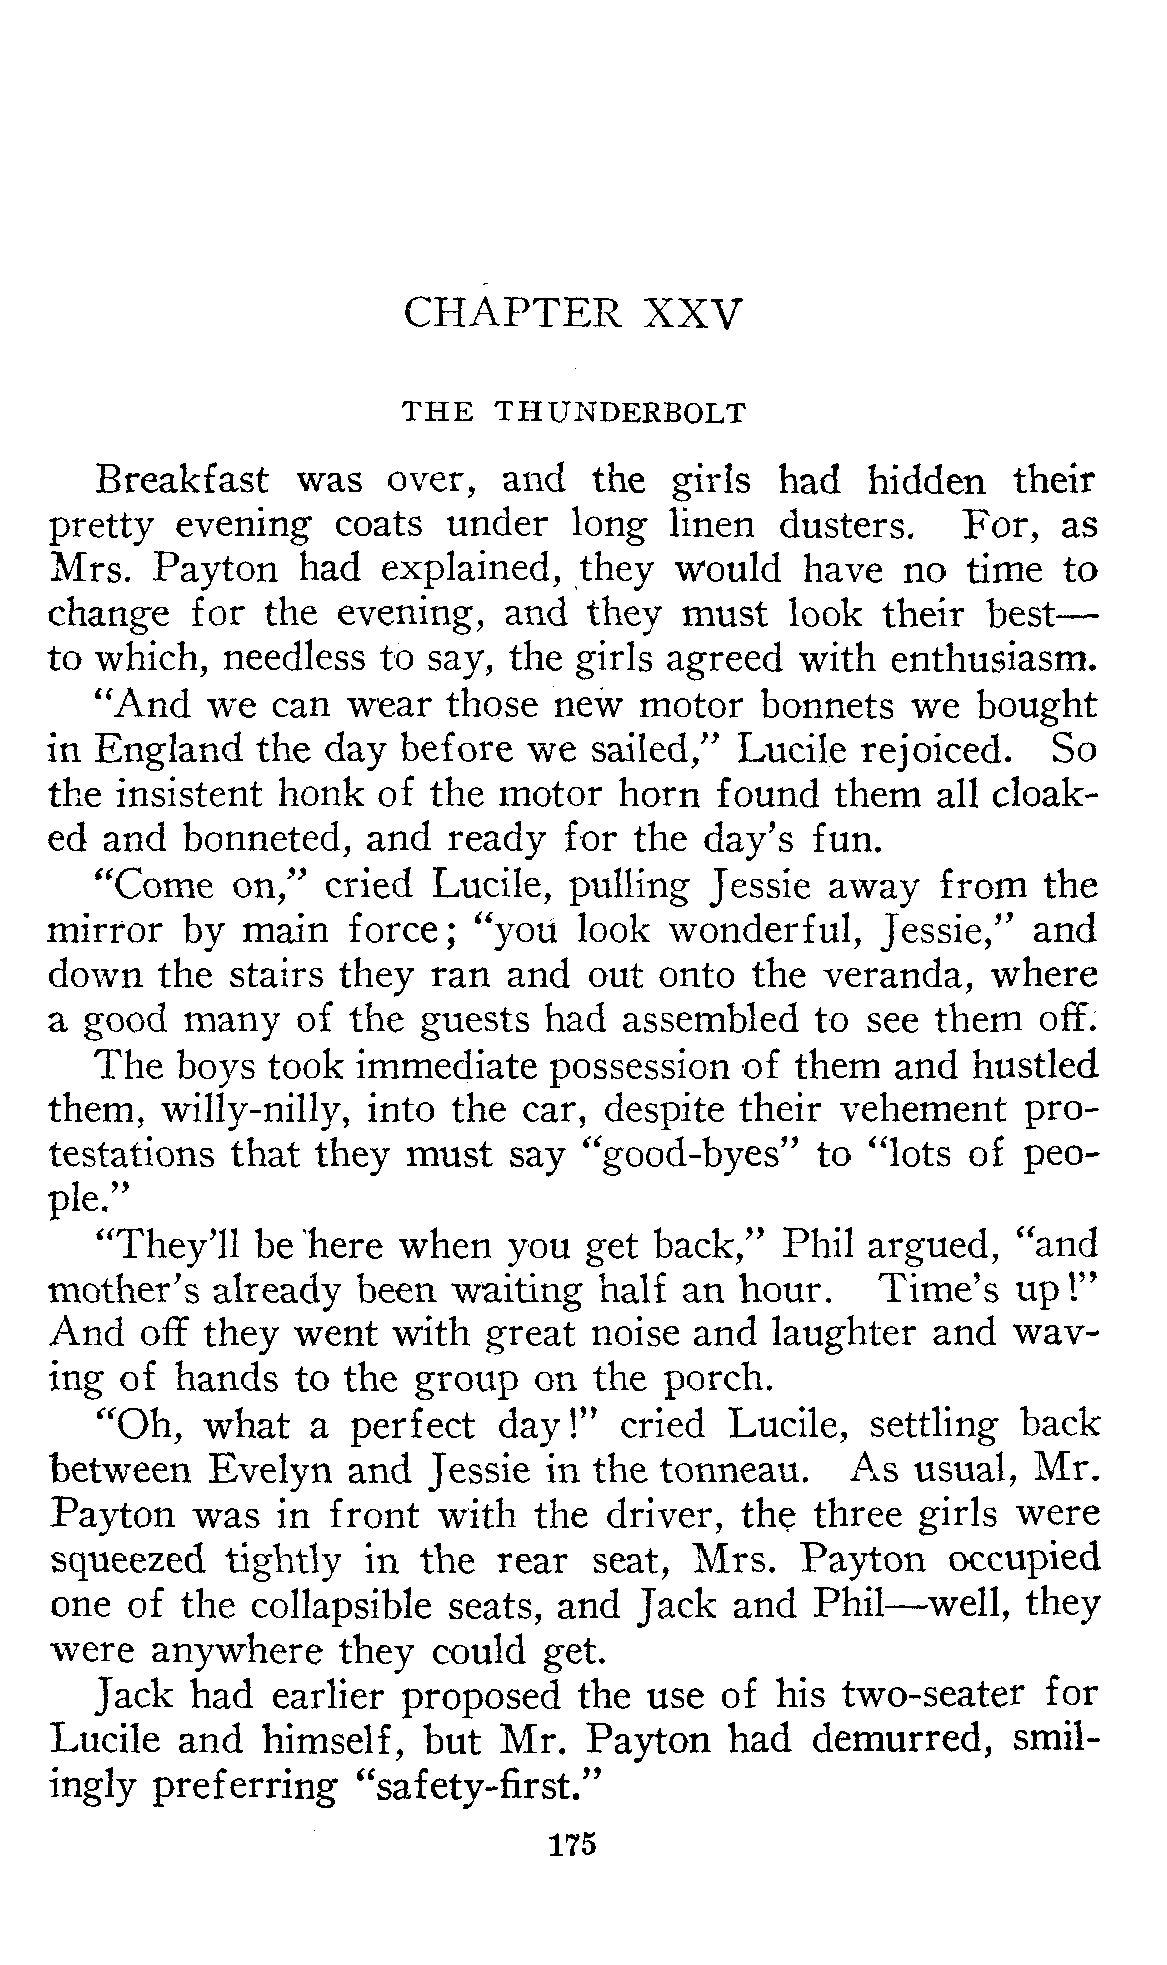 CHAPTER XXV
THE THUNDERBOLT
Breakfast was over, and the girls had hidden their
pretty evening coats under long linen dusters. For, as
Mrs. Payton had explained, they would have no time to
change for the evening, and they must look their best—
to which, needless to say, the girls agreed with enthusiasm.
“And we can wear those new motor bonnets we bought
in England the day before we sailed,” Lucile rejoiced. So
the insistent honk of the motor horn found them all cloak-
ed and bonneted, and ready for the day’s fun.
“Come on,” cried Lucile, pulling Jessie away from the
mirror by main force; “you look wonderful, Jessie,” and
down the stairs they ran and out onto the veranda, where
a good many of the guests had assembled to see them off.
The boys took immediate possession of them and hustled
them, willy-nilly, into the car, despite their vehement pro-
testations that they must say “good-byes” to “lots of peo-
ple.”
“They’ll be here when you get back,” Phil argued, “and
mother’s already been waiting half an hour. Time’s up!”
And off they went with great noise and laughter and wav-
ing of hands to the group on the porch.
“Oh, what a perfect day!” cried Lucile, settling back
between Evelyn and Jessie in the tonneau. As usual, Mr.
Payton was in front with the driver, the three girls were
squeezed tightly in the rear seat, Mrs. Payton occupied
one of the collapsible seats, and Jack and Phil—well, they
were anywhere they could get.
Jack had earlier proposed the use of his two-seater for
Lucile and himself, but Mr. Payton had demurred, smil-
ingly preferring “safety-first.”
175